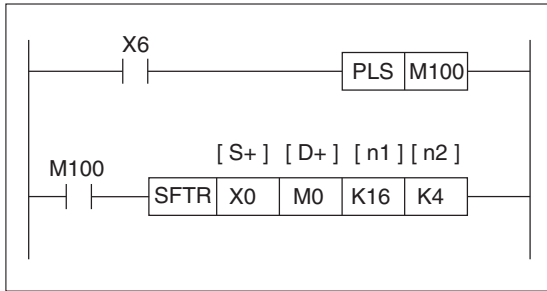 X6
PLS M100
[ S+ ] [ D+ ] [ n1 ] [ n2 ]
M100
SFTR X0 M0 K16 K4